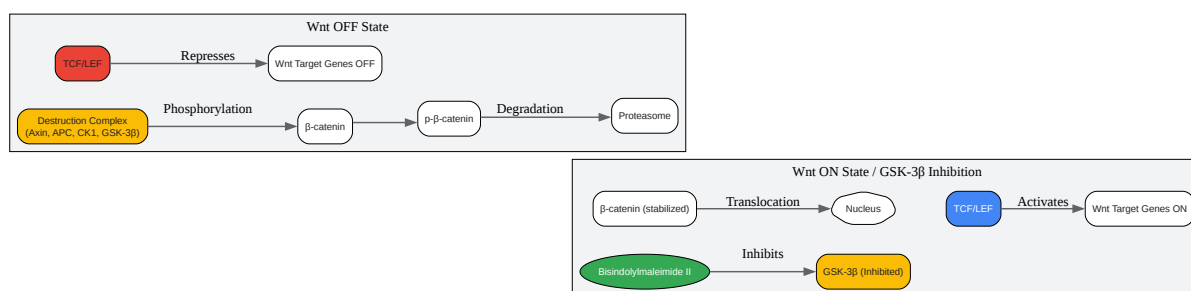 Wnt OFF State
TCF/LEF
Represses
Wnt Target Genes OFF
Destruction Complex
(Axin, APC, CK1, GSK-3β)
Phosphorylation
β-catenin
p-β-catenin
Degradation
Proteasome
Wnt ON State / GSK-3β Inhibition
β-catenin (stabilized)
Translocation
Nucleus
TCF/LEF
Activates
Wnt Target Genes ON
Bisindolylmaleimide II
Inhibits
GSK-3β (Inhibited)